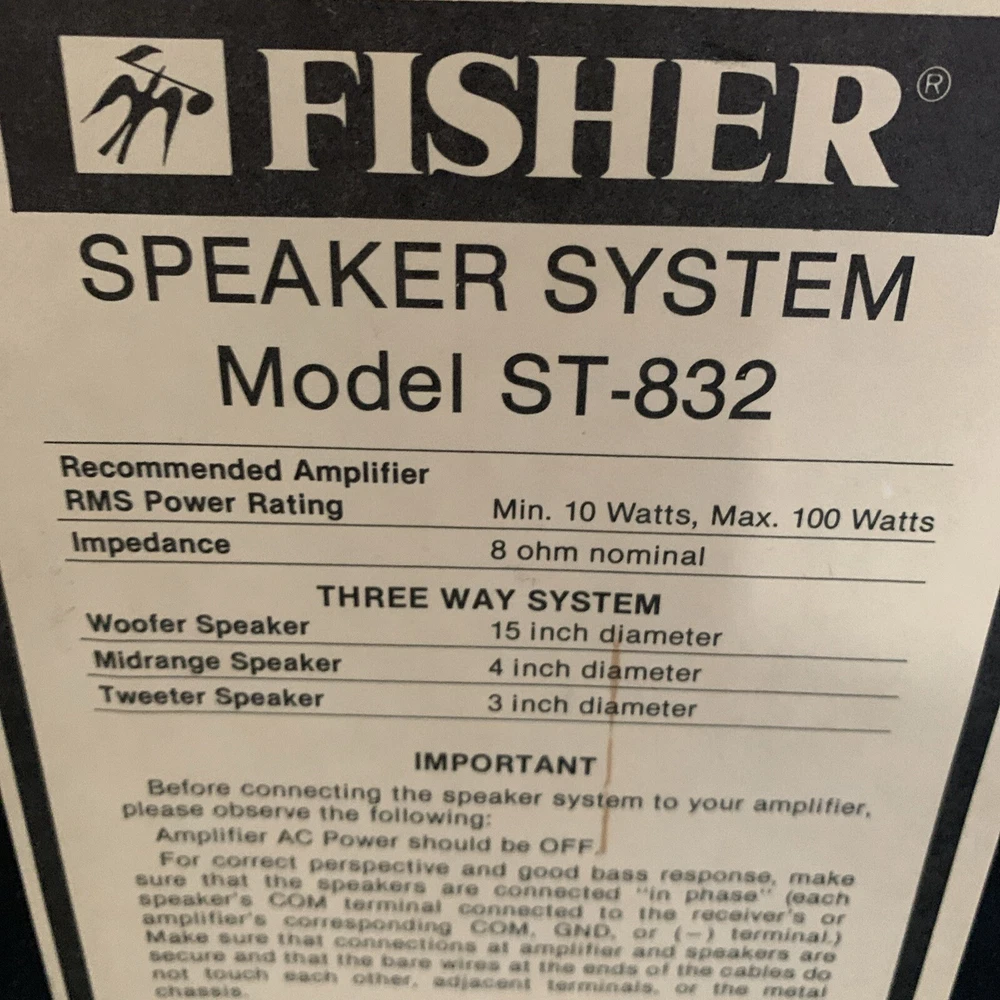 FISHER®
SPEAKER SYSTEM
Model ST-832
Recommended Amplifier
RMS Power Rating Min. 10 Watts, Max. 100 Watts
Impedance 8 ohm nominal
THREE WAY SYSTEM
Woofer Speaker 15 inch diameter
Midrange Speaker 4 inch diameter
Tweeter Speaker 3 inch diameter
IMPORTANT
Before connecting the speaker system to your amplifier,
please observe the following:
Amplifier AC Power should be OFF.
For correct perspective and good bass response, make
sure that the speakers are connected "in phase" (each
speaker's COM terminal connected to the receiver's or
amplifier's corresponding COM, GND, or (−) terminal.)
Make sure that connections at amplifier and speakers are
secure and that the bare wires at the ends of the cables do
not touch each other, adjacent terminals, or the metal
chassis.